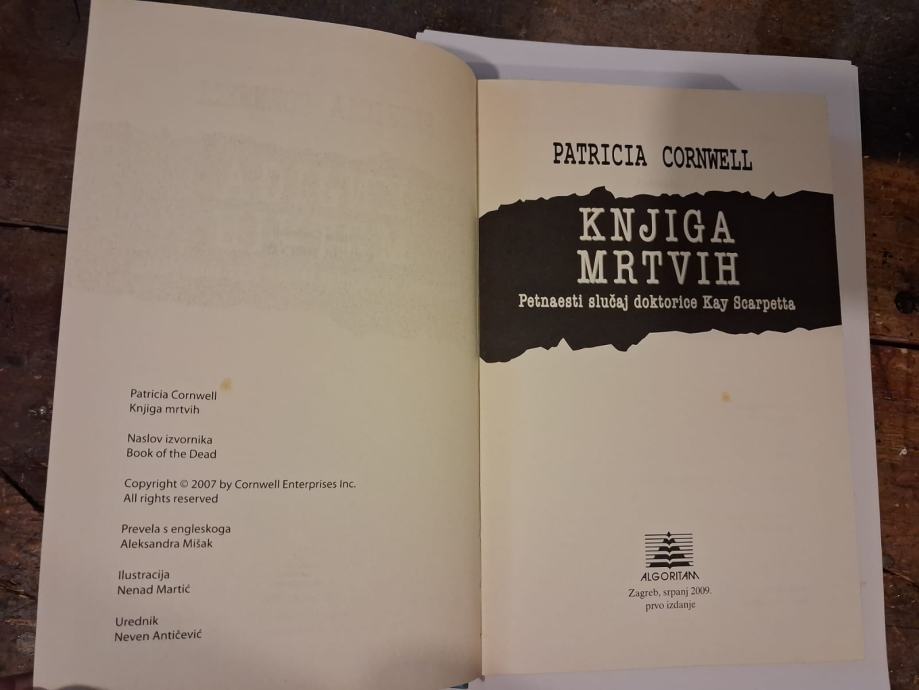 Patricia Cornwell
Knjiga mrtvih
Naslov izvornika
Book of the Dead
Copyright © 2007 by Cornwell Enterprises Inc.
All rights reserved
Prevela s engleskoga
Aleksandra Mišak
Ilustracija
Nenad Martić
Urednik
Neven Antičević
PATRICIA CORNWELL
KNJIGA
MRTVIH
Petnaesti slučaj doktorice Kay Scarpetta
ALGORITAM
Zagreb, srpanj 2009.
prvo izdanje